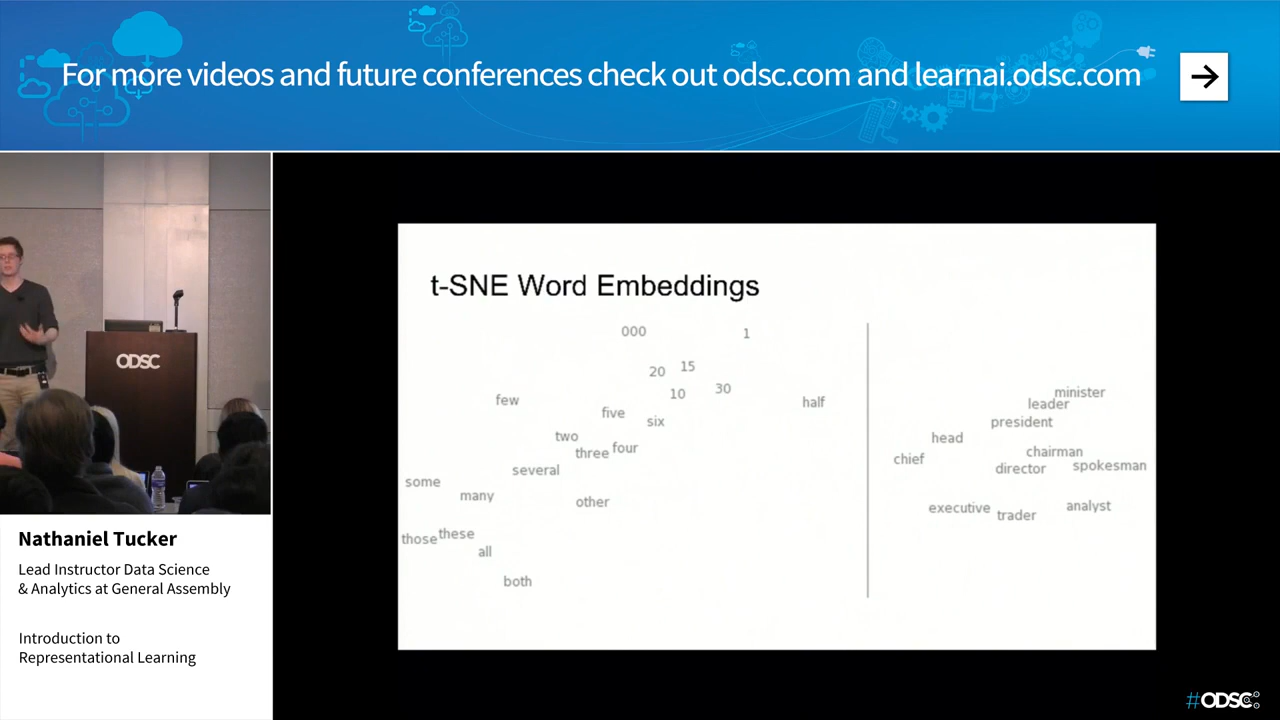 For more videos and future conferences check out odsc.com and learnai.odsc.com
ODSC
Nathaniel Tucker
Lead Instructor Data Science
& Analytics at General Assembly
Introduction to
Representational Learning
t-SNE Word Embeddings
000
1
20
15
10
30
few
half
five
six
two
three
four
several
some
many
other
those
these
all
both
minister
leader
president
head
chief
chairman
director
spokesman
executive
trader
analyst
#ODSC